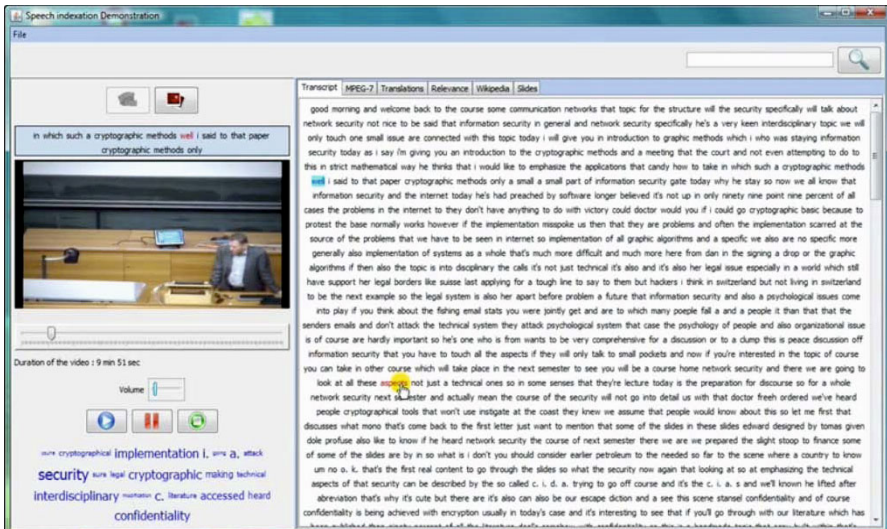 Speech indexation Demonstration
File
in which such a cryptographic methods well i said to that paper
cryptographic methods only
Duration of the video : 9 min 51 sec
Volume
sure cryptographical implementation i. a. attack
security sure legal cryptographic making technical
interdisciplinary c. literature accessed heard
confidentiality
Transcript MPEG-7 Translations Relevance Wikipedia Slides
good morning and welcome back to the course some communication networks that topic for the structure will the security specifically will talk about
network security not nice to be said that information security in general and network security specifically he's a very keen interdisciplinary topic we will
only touch one small issue are connected with this topic today i will give you in introduction to graphic methods which i who was staying information
security today as i say i'm giving you an introduction to the cryptographic methods and a meeting that the court and not even attempting to do to
this in strict mathematical way he thinks that i would like to emphasize the applications that candy how to take in which such a cryptographic methods
well i said to that paper cryptographic methods only a small a small part of information security gate today why he stay so now we all know that
information security and the internet today he's had preached by software longer believed it's not up in only ninety nine point nine percent of all
cases the problems in the internet to they don't have anything to do with victory could doctor would you if i could go cryptographic basic because to
protest the base normally works however if the implementation misspoke us then that they are problems and often the implementation scarred at the
source of the problems that we have to be seen in internet so implementation of all graphic algorithms and a specific we also are no specific more
generally also implementation of systems as a whole that's much more difficult and much more here from dan in the signing a drop or the graphic
algorithms if then also the topic is into disciplinary the calls it's not just technical it's also and it's also her legal issue especially in a world which still
have support her legal borders like suisse last applying for a tough line to say to them but hackers i think in switzerland but not living in switzerland
to be the next example so the legal system is also her apart before problem a future that information security and also a psychological issues come
into play if you think about the fishing email stats you were jointly get and are to which many poeple fall a and a people it than that that the
senders emails and don't attack the technical system they attack psychological system that case the psychology of people and also organizational issue
is of course are hardly important so he's one who is from wants to be very comprehensive for a discussion or to a dump this is peace discussion off
information security that you have to touch all the aspects if they will only talk to small pockets and now if you're interested in the topic of course
you can take in other course which will take place in the next semester to see you will be a course home network security and there we are going to
look at all these aspects not just a technical ones so in some senses that they're lecture today is the preparation for discourse so for a whole
network security next semester and actually mean the course of the security will not go into detail us with that doctor freeh ordered we've heard
people cryptographical tools that won't use instigate at the coast they knew we assume that people would know about this so let me first that
discusses what mono that's come back to the first letter just want to mention that some of the slides in these slides edward designed by tomas given
dole profuse also like to know if he heard network security the course of next semester there we are we prepared the slight stoop to finance some
of some of the slides are by in so what is i don't you should consider earlier petroleum to the needed so far to the scene where a country to know
um no o. k. that's the first real content to go through the slides so what the security now again that looking at so at emphasizing the technical
aspects of that security can be described by the so called c. i. d. a. trying to go off course and it's the c. i. a. s and we'll known he lifted after
abreviation that's why it's cute but there are it's also can also be our escape diction and a see this scene stansel confidentiality and of course
confidentiality is being achieved with encryption usually in today's case and it's interesting to see that if you'll go through with our literature which has